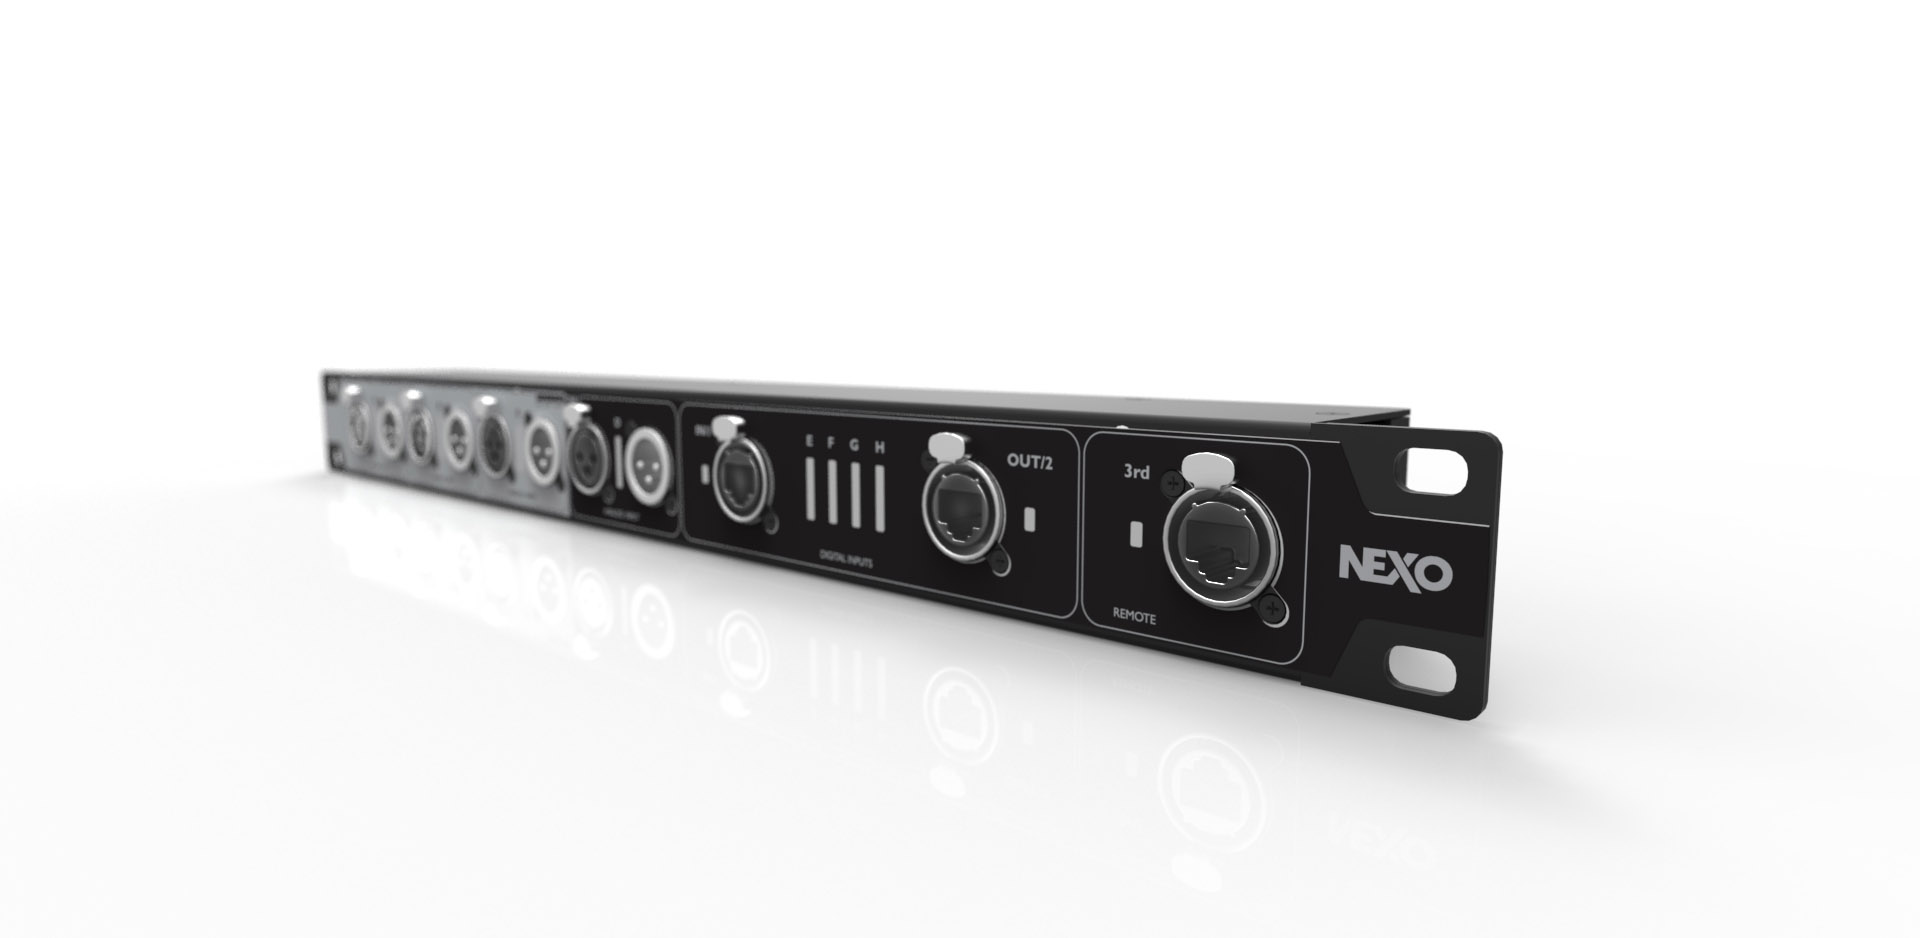 E F G H
DIGITAL INPUTS
OUT/2
3rd
REMOTE
NEXO